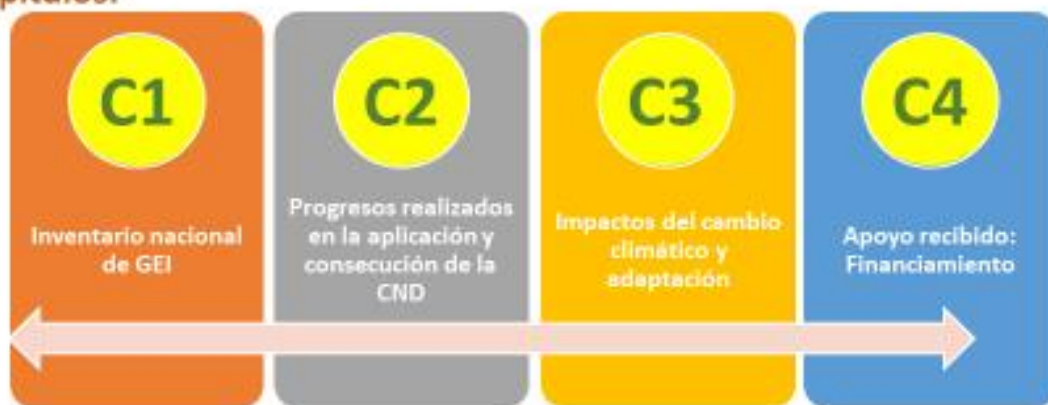 C1
Inventario nacional
de GEI
C2
Progresos realizados
en la aplicación y
consecución de la
CND
C3
Impactos del cambio
climático y
adaptación
C4
Apoyo recibido:
Financiamiento